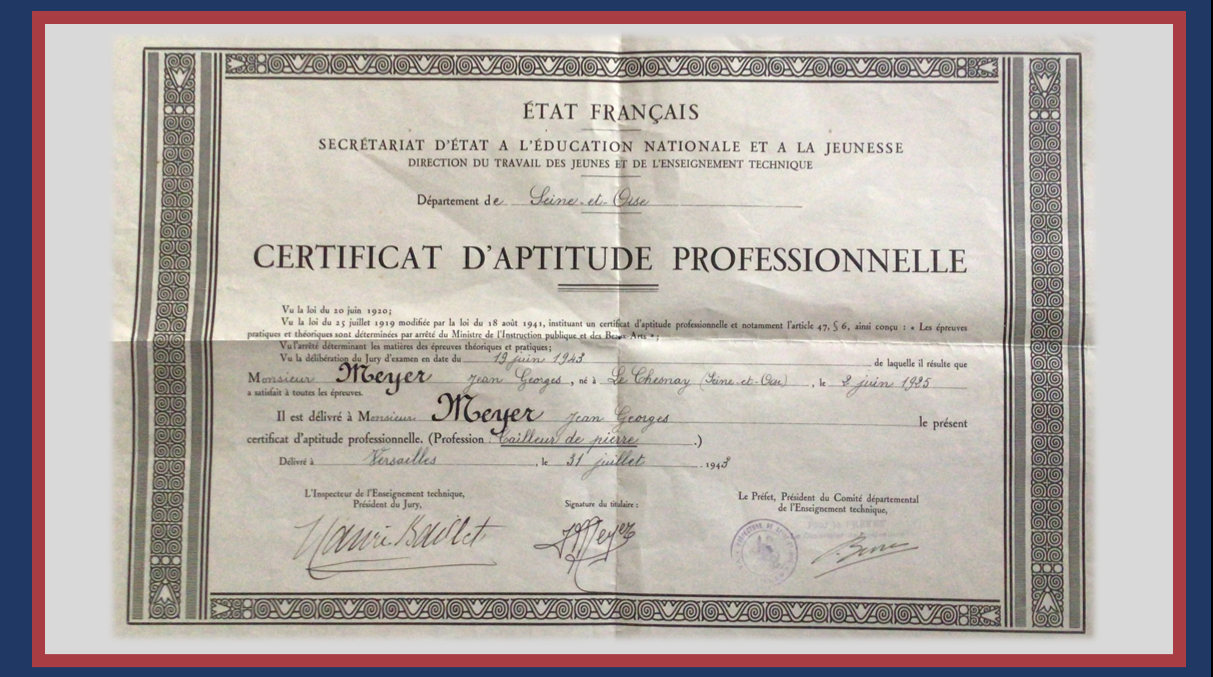 ÉTAT FRANÇAIS
SECRÉTARIAT D'ÉTAT A L'ÉDUCATION NATIONALE ET A LA JEUNESSE
DIRECTION DU TRAVAIL DES JEUNES ET DE L'ENSEIGNEMENT TECHNIQUE
Département de Seine-et-Oise
CERTIFICAT D'APTITUDE PROFESSIONNELLE
Vu la loi du 20 juin 1920;
Vu la loi du 25 juillet 1919 modifiée par la loi du 18 août 1941, instituant un certificat d'aptitude professionnelle et notamment l'article 47, § 6, ainsi conçu : « Les épreuves
pratiques et théoriques sont déterminées par arrêté du Ministre de l'Instruction publique et des Beaux-Arts »;
Vu l'arrêté déterminant les matières des épreuves théoriques et pratiques;
Vu la délibération du Jury d'examen en date du 19 juin 1943 de laquelle il résulte que
Monsieur Meyer Jean Georges, né à Le Chesnay (Seine-et-Oise), le 2 juin 1925
a satisfait à toutes les épreuves.
Il est délivré à Monsieur Meyer Jean Georges le présent
certificat d'aptitude professionnelle. (Profession : Tailleur de pierre .)
Délivré à Versailles, le 31 juillet 1943
L'Inspecteur de l'Enseignement technique,
Président du Jury,
Signature du titulaire :
Le Préfet, Président du Comité départemental
de l'Enseignement technique,
Pour le PRÉFET
JMeyer